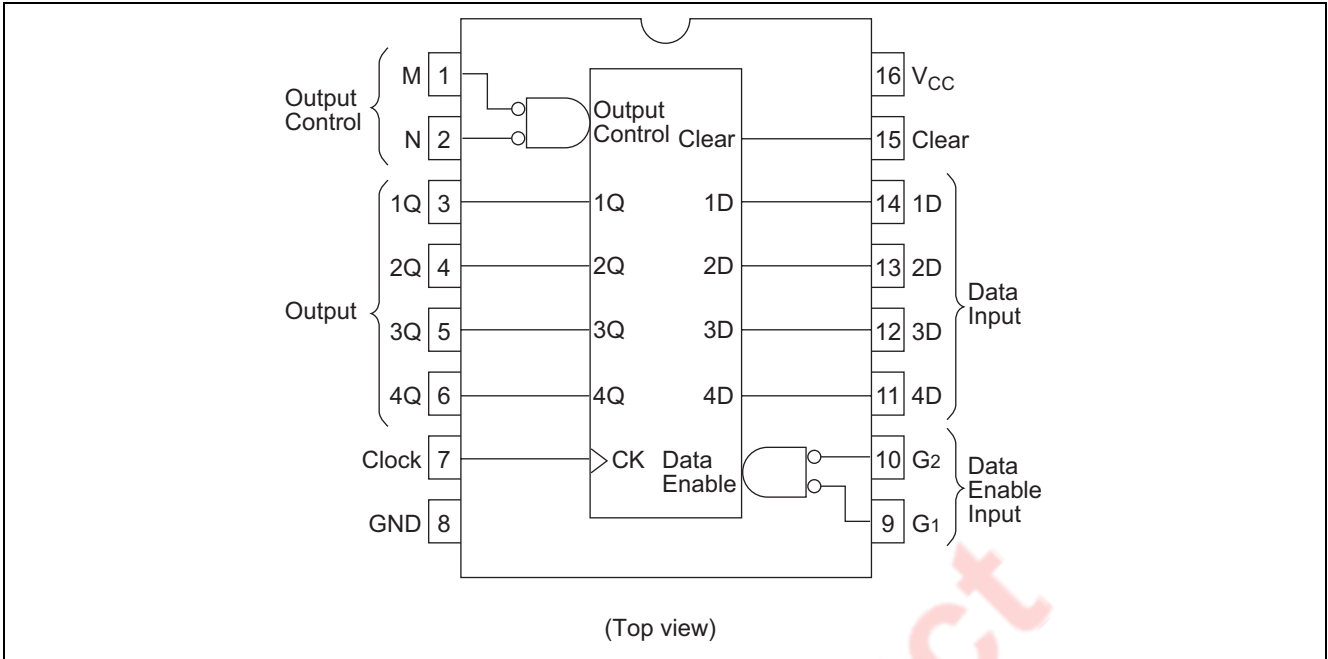 Output
Control
M 1
N 2
Output
1Q 3
2Q 4
3Q 5
4Q 6
Clock 7
GND 8
Output
Control
Clear
1Q 1D
2Q 2D
3Q 3D
4Q 4D
CK Data
Enable
16 VCC
15 Clear
14 1D
13 2D
12 3D
11 4D
Data
Input
10 G2
9 G1
Data
Enable
Input
(Top view)